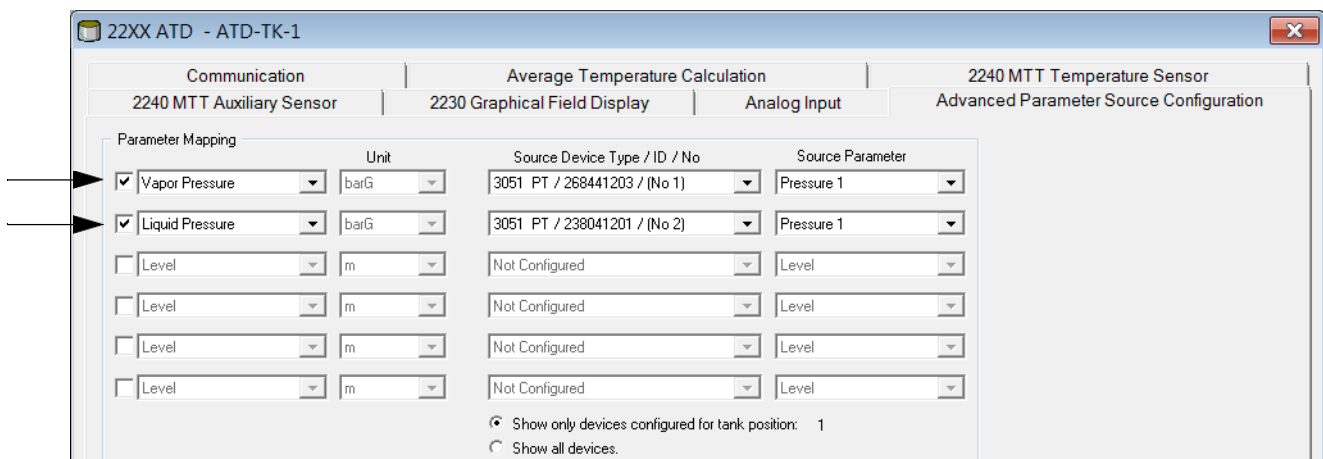 22XX ATD - ATD-TK-1
Communication Average Temperature Calculation 2240 MTT Temperature Sensor
2240 MTT Auxiliary Sensor 2230 Graphical Field Display Analog Input Advanced Parameter Source Configuration
Parameter Mapping
Unit Source Device Type / ID / No Source Parameter
Vapor Pressure barG 3051 PT / 268441203 / (No 1) Pressure 1
Liquid Pressure barG 3051 PT / 238041201 / (No 2) Pressure 1
Level m Not Configured Level
Level m Not Configured Level
Level m Not Configured Level
Level m Not Configured Level
Show only devices configured for tank position: 1
Show all devices.